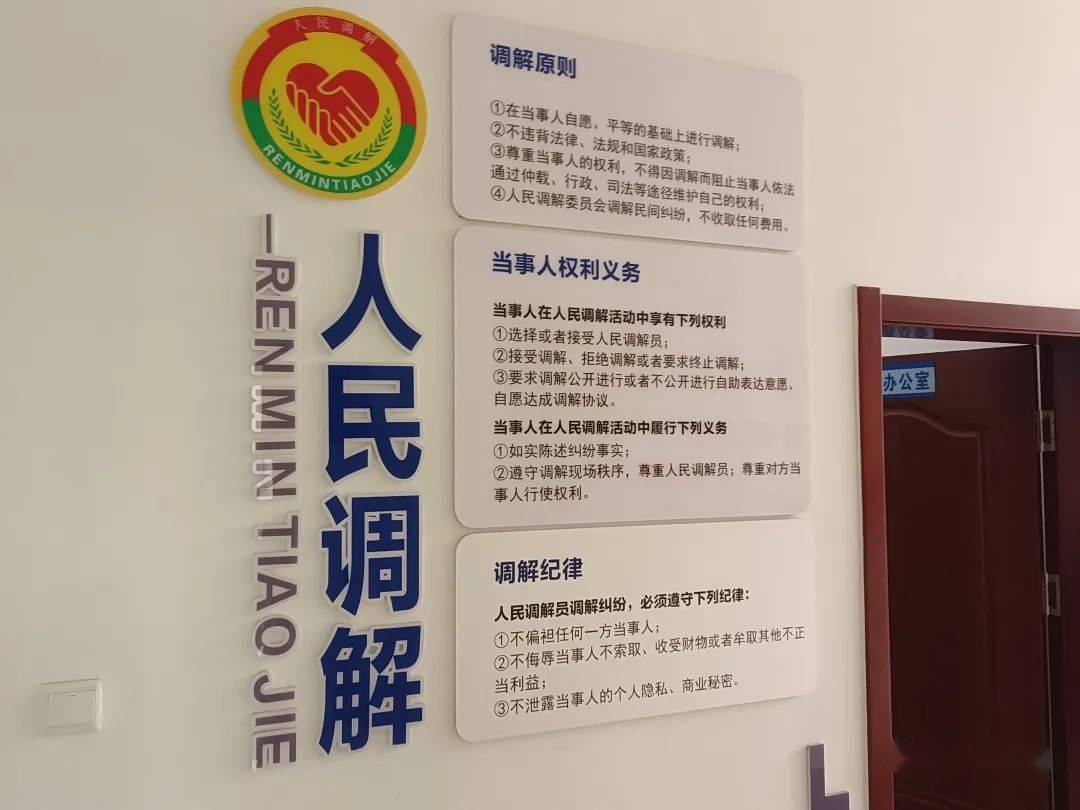 人民调解
RENMINTIAOJIE
人民调解
RENMINTIAOJIE
调解原则
①在当事人自愿、平等的基础上进行调解；
②不违背法律、法规和国家政策；
③尊重当事人的权利，不得因调解而阻止当事人依法
通过仲载、行政、司法等途径维护自己的权利；
④人民调解委员会调解民间纠纷，不收取任何费用。
当事人权利义务
当事人在人民调解活动中享有下列权利
①选择或者接受人民调解员；
②接受调解、拒绝调解或者要求终止调解；
③要求调解公开进行或者不公开进行自助表达意愿、
自愿达成调解协议。
当事人在人民调解活动中履行下列义务
①如实陈述纠纷事实；
②遵守调解现场秩序，尊重人民调解员；尊重对方当
事人行使权利。
调解纪律
人民调解员调解纠纷，必须遵守下列纪律：
①不偏袒任何一方当事人；
②不侮辱当事人不索取、收受财物或者牟取其他不正
当利益；
③不泄露当事人的个人隐私、商业秘密。
办公室